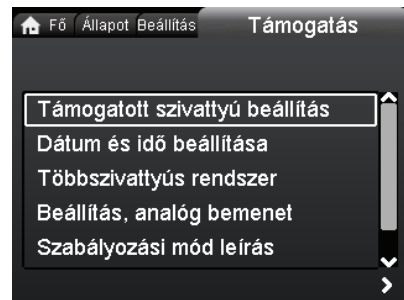 Fő Állapot Beállítás Támogatás
Támogatott szivattyú beállítás
Dátum és idő beállítása
Többszivattyús rendszer
Beállítás, analóg bemenet
Szabályozási mód leírás